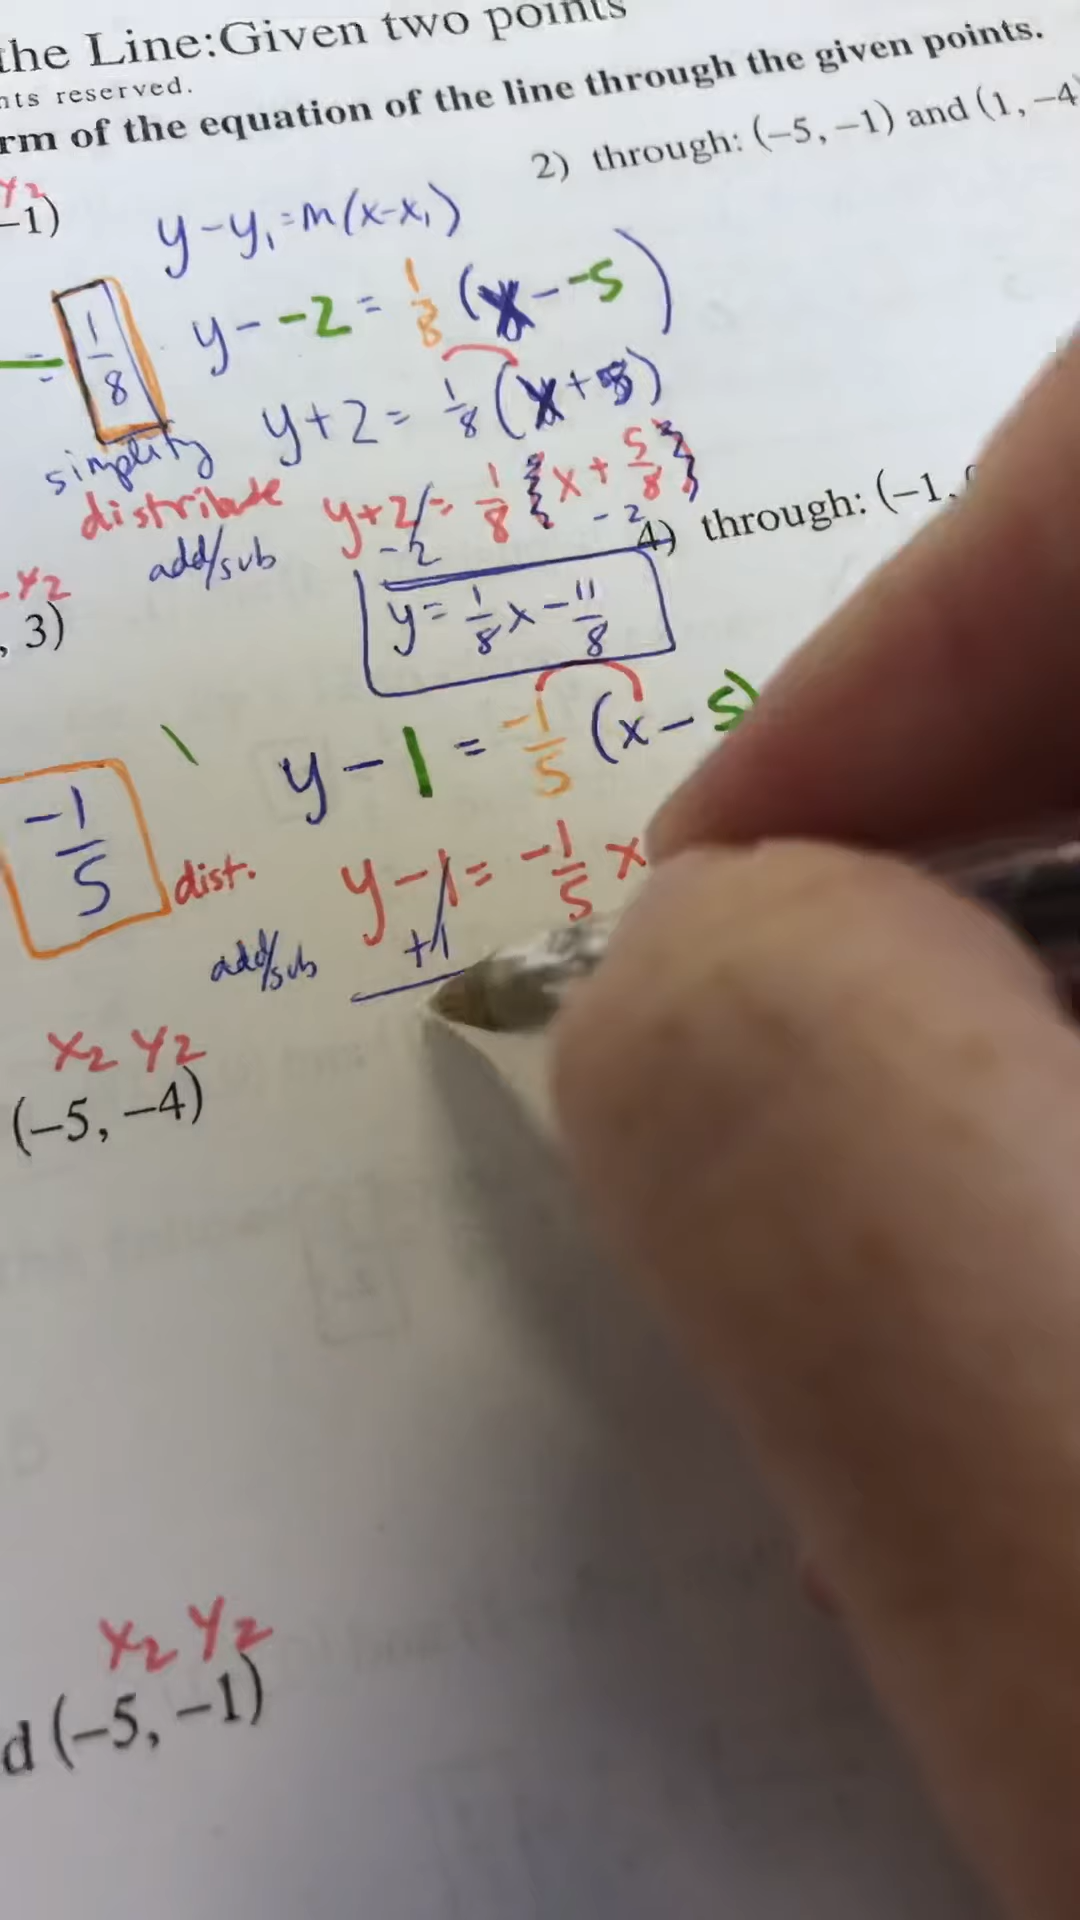 the Line:Given two points
nts reserved.
rm of the equation of the line through the given points.
2) through: (−5, −1) and (1, −4
Y2
−1)
y-y₁=m(x-x₁)
= 1/8
y--2= 1/8 (x--5)
simplify y+2= 1/8 (x+5)
distribute y+2= 1/8 x + 5/8
add/sub -2 -2
4) through: (−1,
y= 1/8 x - 11/8
Y2
, 3)
y-1= -1/5 (x-5)
-1/5
dist. y-1= -1/5 x
add/sub +1
X2 Y2
(−5, −4)
X2 Y2
d (−5, −1)